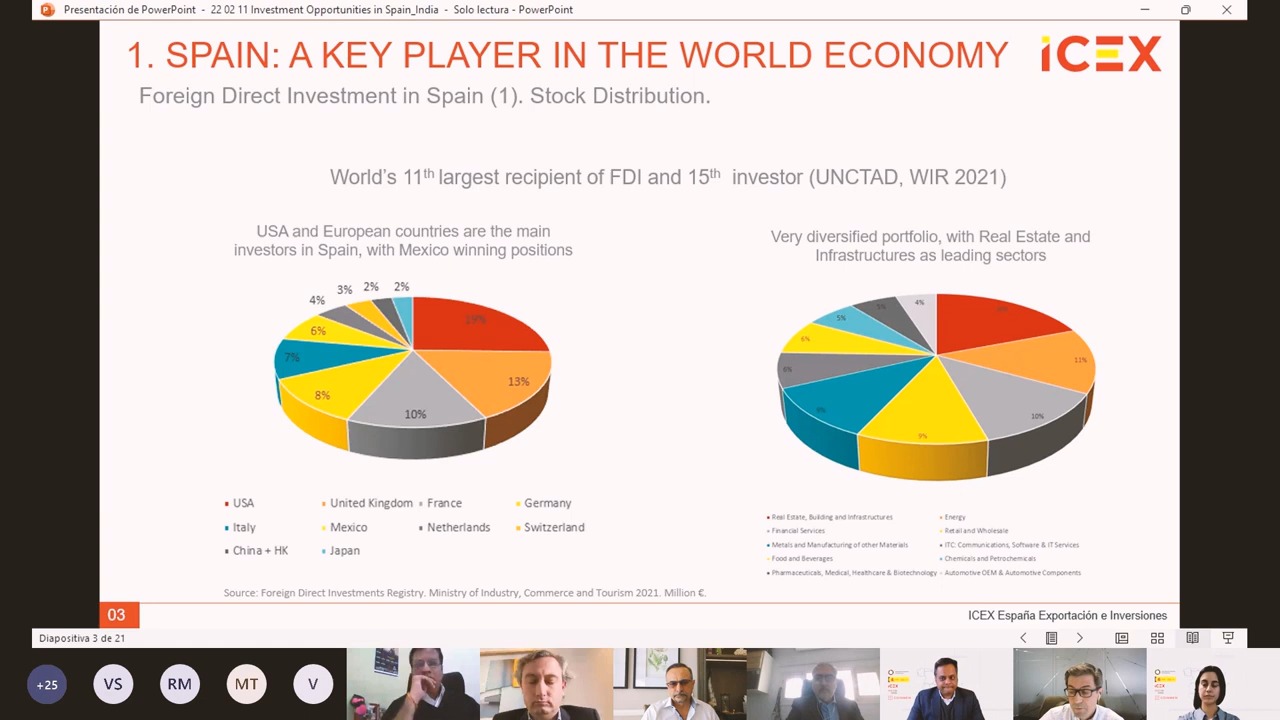 Presentación de PowerPoint - 22 02 11 Investment Opportunities in Spain_India - Solo lectura - PowerPoint
1. SPAIN: A KEY PLAYER IN THE WORLD ECONOMY
iCEX
Foreign Direct Investment in Spain (1). Stock Distribution.
World's 11th largest recipient of FDI and 15th investor (UNCTAD, WIR 2021)
USA and European countries are the main
investors in Spain, with Mexico winning positions
4% 3% 2% 2%
6%
7%
8%
10%
13%
USA United Kingdom France Germany
Italy Mexico Netherlands Switzerland
China + HK Japan
Very diversified portfolio, with Real Estate and
Infrastructures as leading sectors
4%
5%
6%
6%
9%
10%
11%
Real Estate, Building and Infrastructures Energy
Financial Services Retail and Wholesale
Metals and Manufacturing of other Materials ITC: Communications, Software & IT Services
Food and Beverages Chemicals and Petrochemicals
Pharmaceuticals, Medical, Healthcare & Biotechnology Automotive OEM & Automotive Components
Source: Foreign Direct Investments Registry. Ministry of Industry, Commerce and Tourism 2021. Million €.
03
ICEX España Exportación e Inversiones
Diapositiva 3 de 21
+25 VS RM MT V
iCEX
iCEX